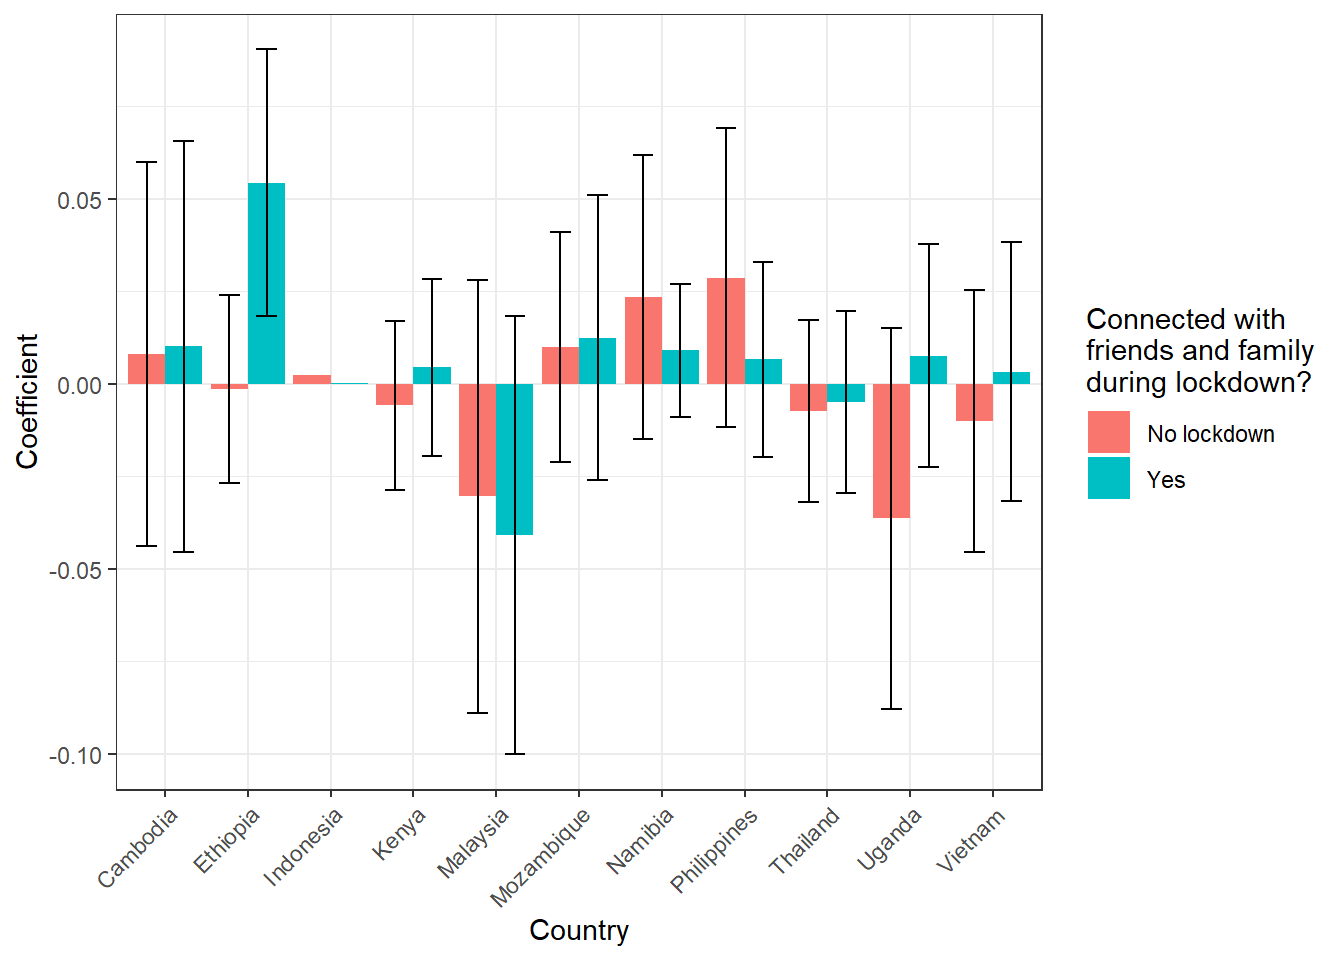 0.05
0.00
-0.05
-0.10
Coefficient
Cambodia
Ethiopia
Indonesia
Kenya
Malaysia
Mozambique
Namibia
Philippines
Thailand
Uganda
Vietnam
Country
Connected with
friends and family
during lockdown?
No lockdown
Yes